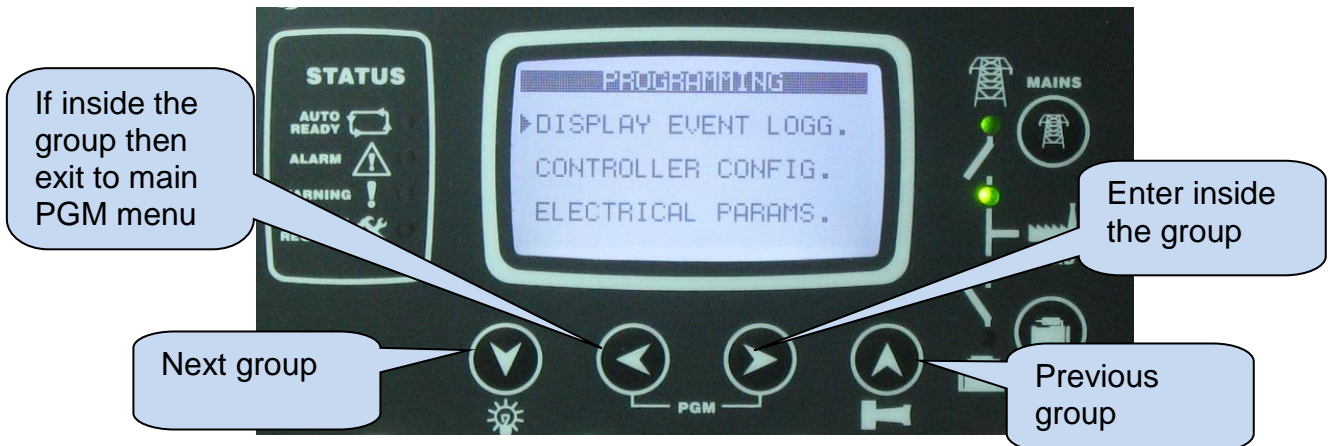 STATUS
AUTO
READY
ALARM
PROGRAMMING
DISPLAY EVENT LOGG.
CONTROLLER CONFIG.
ELECTRICAL PARAMS.
MAINS
If inside the
group then
exit to main
PGM menu
Enter inside
the group
Next group
PGM
Previous
group